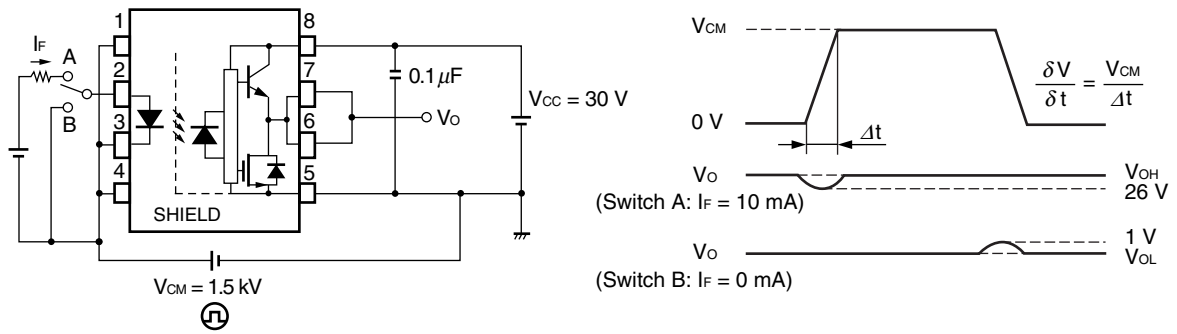 1
8
IF
A
2
7
0.1 μF
VCC = 30 V
B
VO
3
6
4
5
SHIELD
VCM = 1.5 kV
VCM
δV
δt
=
VCM
Δt
0 V
Δt
VO
VOH
26 V
(Switch A: IF = 10 mA)
1 V
VO
VOL
(Switch B: IF = 0 mA)